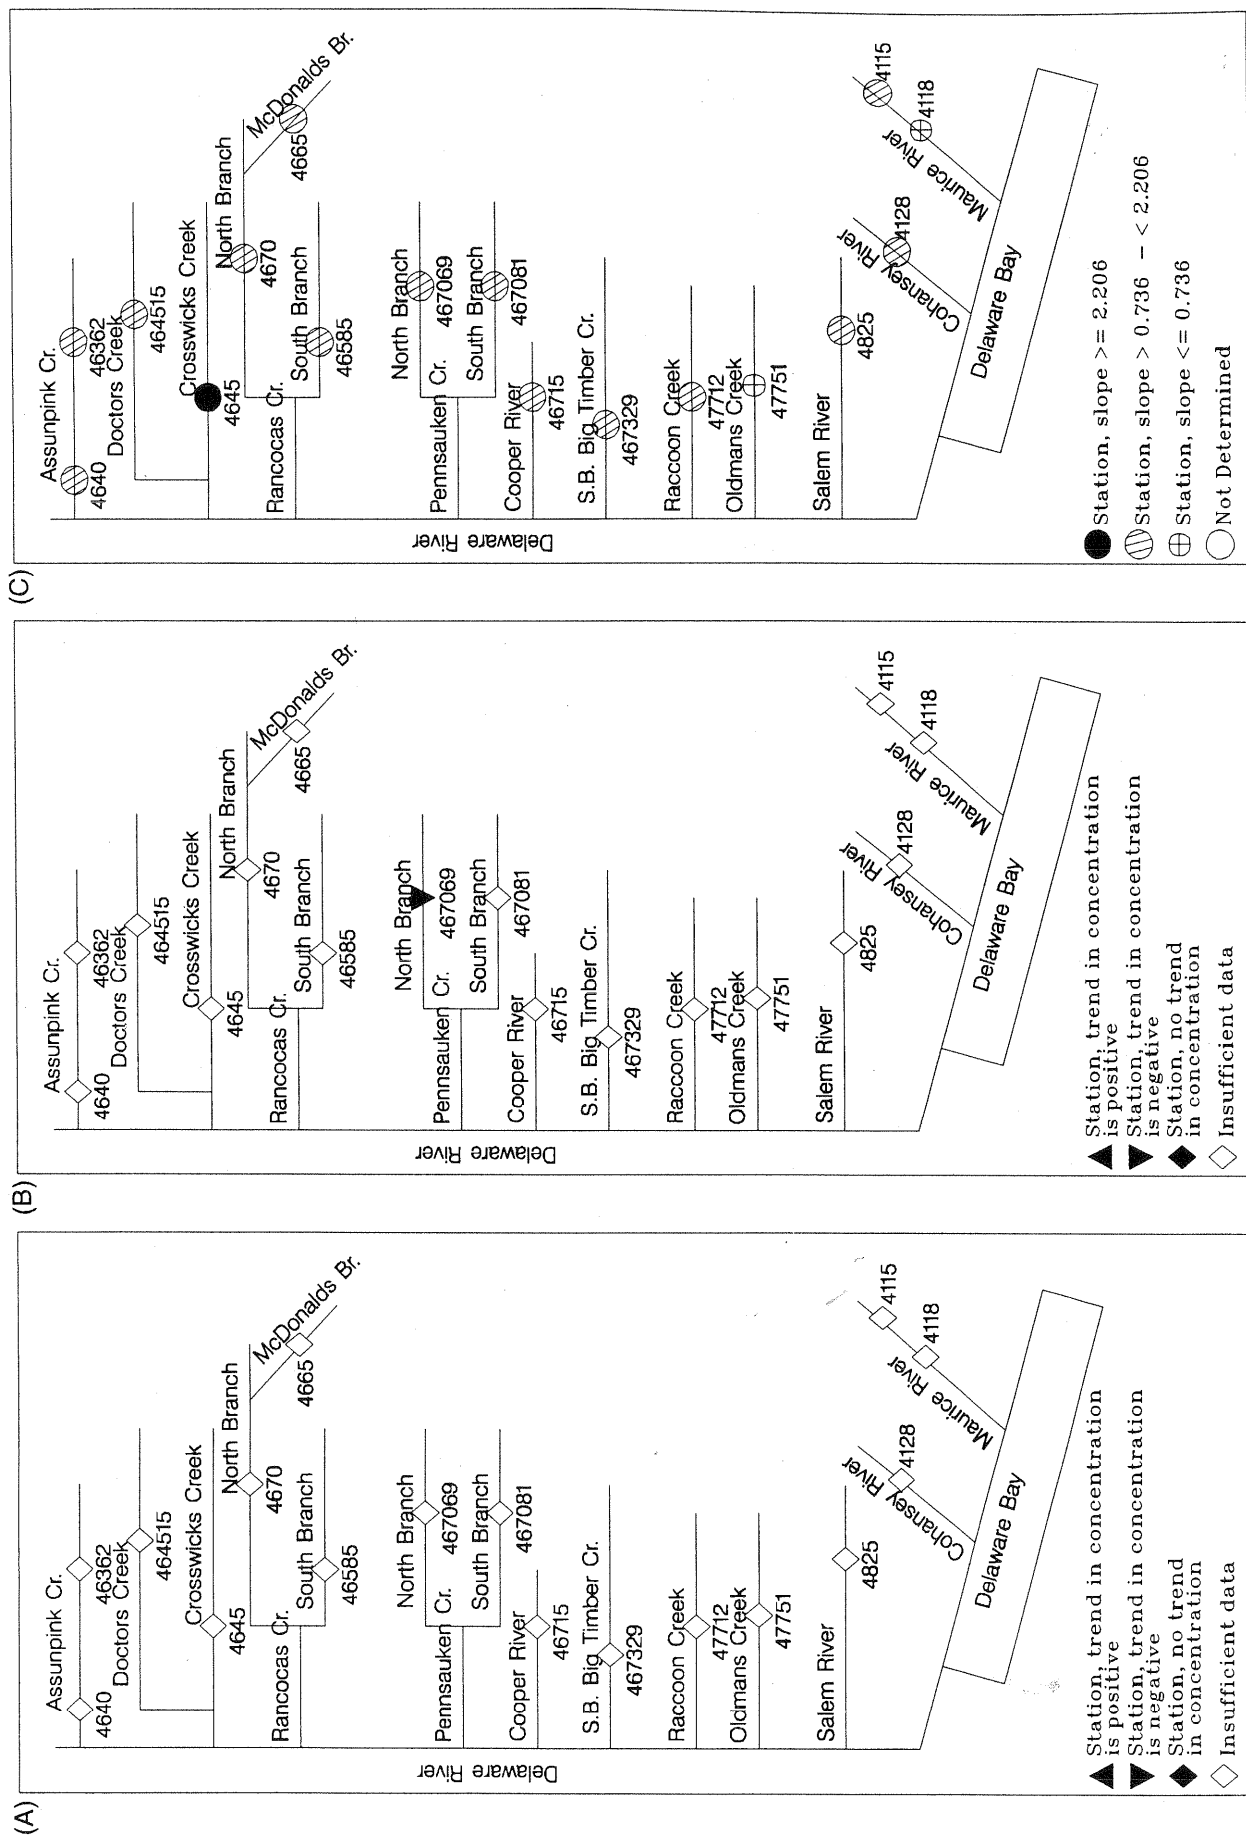 (A)
Assunpink Cr.
4640
46362
Doctors Creek
464515
Crosswicks Creek
4645
North Branch
McDonalds Br.
4670
4665
Rancocas Cr.
South Branch
46585
North Branch
467069
Pennsauken Cr.
South Branch
467081
Cooper River
46715
S.B. Big Timber Cr.
467329
Raccoon Creek
47712
Oldmans Creek
47751
Salem River
4825
Cohansey River
4128
Maurice River
4118
4115
Delaware River
Delaware Bay
Station, trend in concentration
is positive
Station, trend in concentration
is negative
Station, no trend
in concentration
Insufficient data
(B)
Assunpink Cr.
4640
46362
Doctors Creek
464515
Crosswicks Creek
4645
North Branch
McDonalds Br.
4670
4665
Rancocas Cr.
South Branch
46585
North Branch
467069
Pennsauken Cr.
South Branch
467081
Cooper River
46715
S.B. Big Timber Cr.
467329
Raccoon Creek
47712
Oldmans Creek
47751
Salem River
4825
Cohansey River
4128
Maurice River
4118
4115
Delaware River
Delaware Bay
Station, trend in concentration
is positive
Station, trend in concentration
is negative
Station, no trend
in concentration
Insufficient data
(C)
Assunpink Cr.
4640
46362
Doctors Creek
464515
Crosswicks Creek
4645
North Branch
McDonalds Br.
4670
4665
Rancocas Cr.
South Branch
46585
North Branch
467069
Pennsauken Cr.
South Branch
467081
Cooper River
46715
S.B. Big Timber Cr.
467329
Raccoon Creek
47712
Oldmans Creek
47751
Salem River
4825
Cohansey River
4128
Maurice River
4118
4115
Delaware River
Delaware Bay
Station, slope >= 2.206
Station, slope > 0.736 - < 2.206
Station, slope <= 0.736
Not Determined